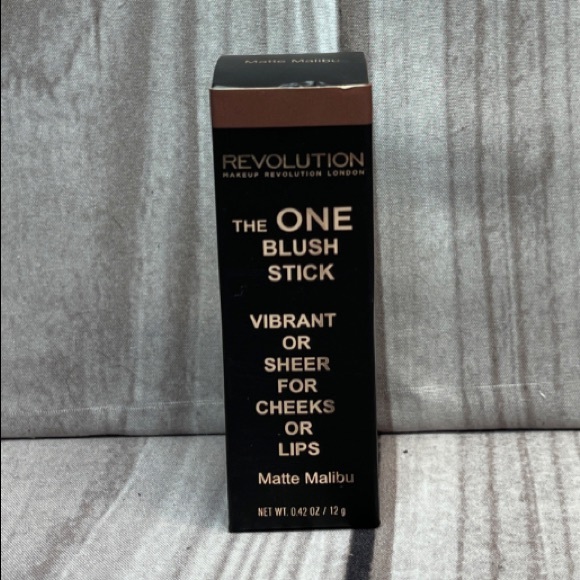 Matte Malibu
REVOLUTION
MAKEUP REVOLUTION LONDON
THE ONE
BLUSH
STICK
VIBRANT
OR
SHEER
FOR
CHEEKS
OR
LIPS
Matte Malibu
NET WT. 0.42 OZ / 12 g